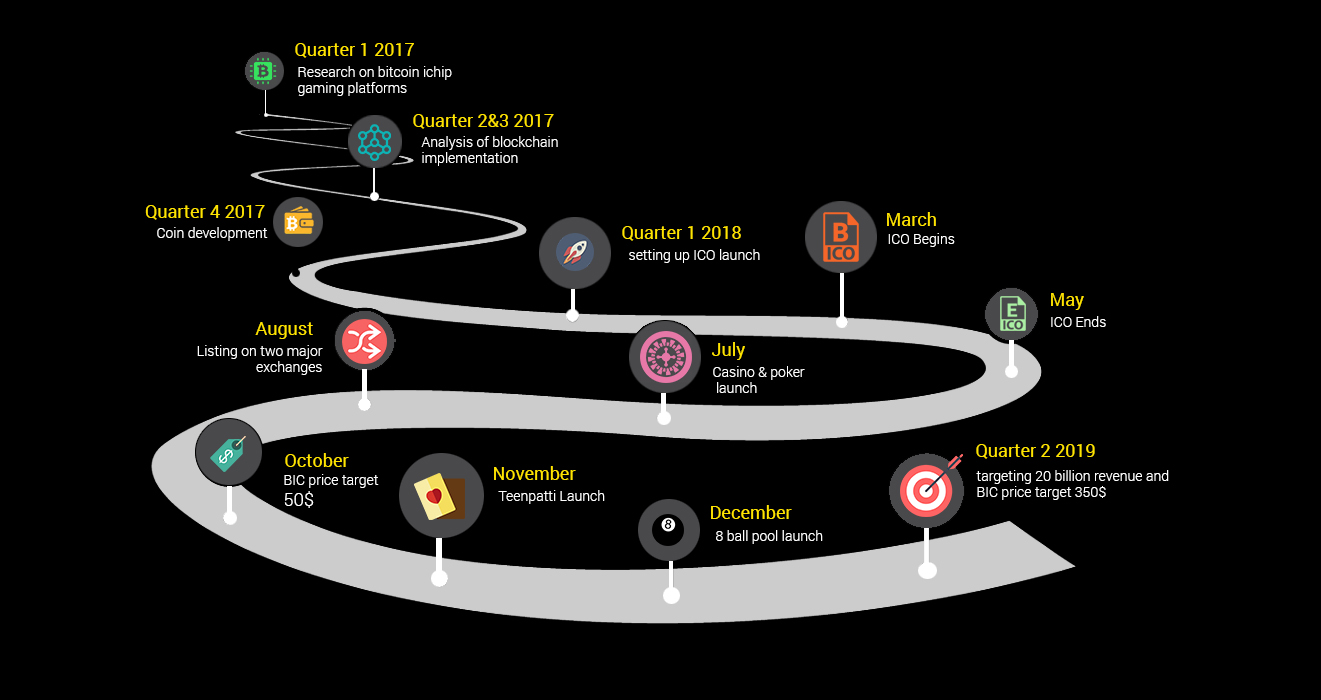 Quarter 1 2017
Research on bitcoin ichip
gaming platforms
Quarter 2&3 2017
Analysis of blockchain
implementation
Quarter 4 2017
Coin development
Quarter 1 2018
setting up ICO launch
March
ICO Begins
B
ICO
May
ICO Ends
E
ICO
August
Listing on two major
exchanges
July
Casino & poker
launch
October
BIC price target
50$
$$
November
Teenpatti Launch
December
8 ball pool launch
8
Quarter 2 2019
targeting 20 billion revenue and
BIC price target 350$